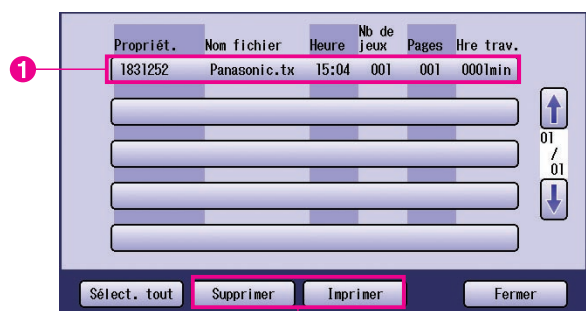 Propriét. Nom fichier Heure Nb de jeux Pages Hre trav.
1 1831252 Panasonic.tx 15:04 001 001 0001min
01
/
01
Sélect. tout Supprimer Imprimer Fermer